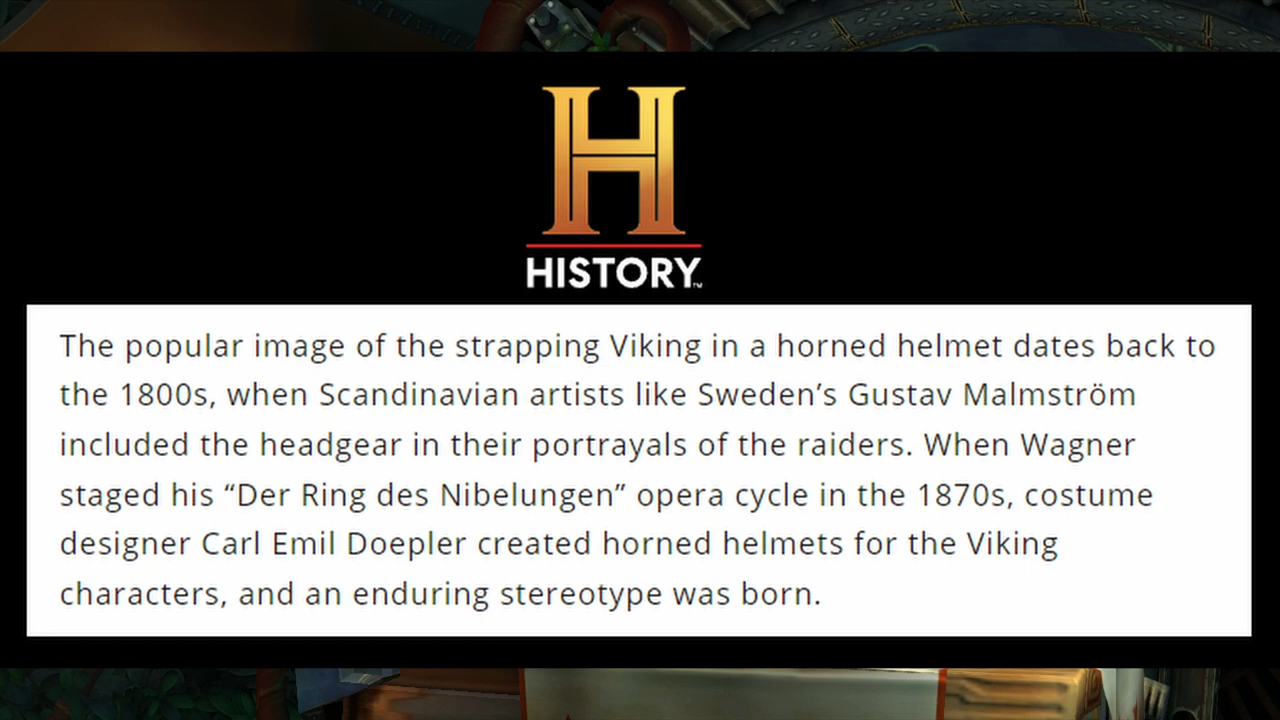 H
HISTORY™
The popular image of the strapping Viking in a horned helmet dates back to
the 1800s, when Scandinavian artists like Sweden’s Gustav Malmström
included the headgear in their portrayals of the raiders. When Wagner
staged his “Der Ring des Nibelungen” opera cycle in the 1870s, costume
designer Carl Emil Doepler created horned helmets for the Viking
characters, and an enduring stereotype was born.